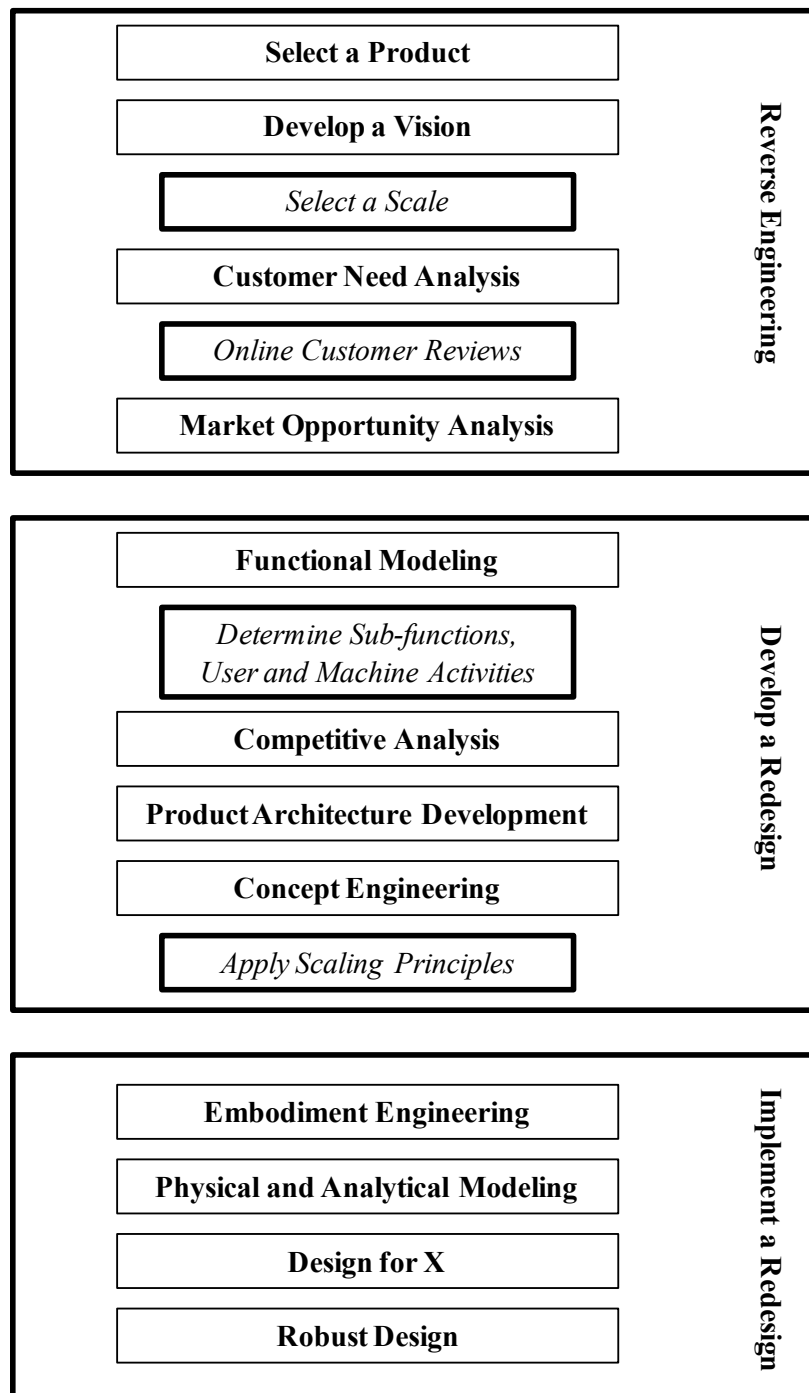 Select a Product
Develop a Vision
Select a Scale
Customer Need Analysis
Online Customer Reviews
Market Opportunity Analysis
Reverse Engineering
Functional Modeling
Determine Sub-functions,
User and Machine Activities
Competitive Analysis
Product Architecture Development
Concept Engineering
Apply Scaling Principles
Develop a Redesign
Embodiment Engineering
Physical and Analytical Modeling
Design for X
Robust Design
Implement a Redesign